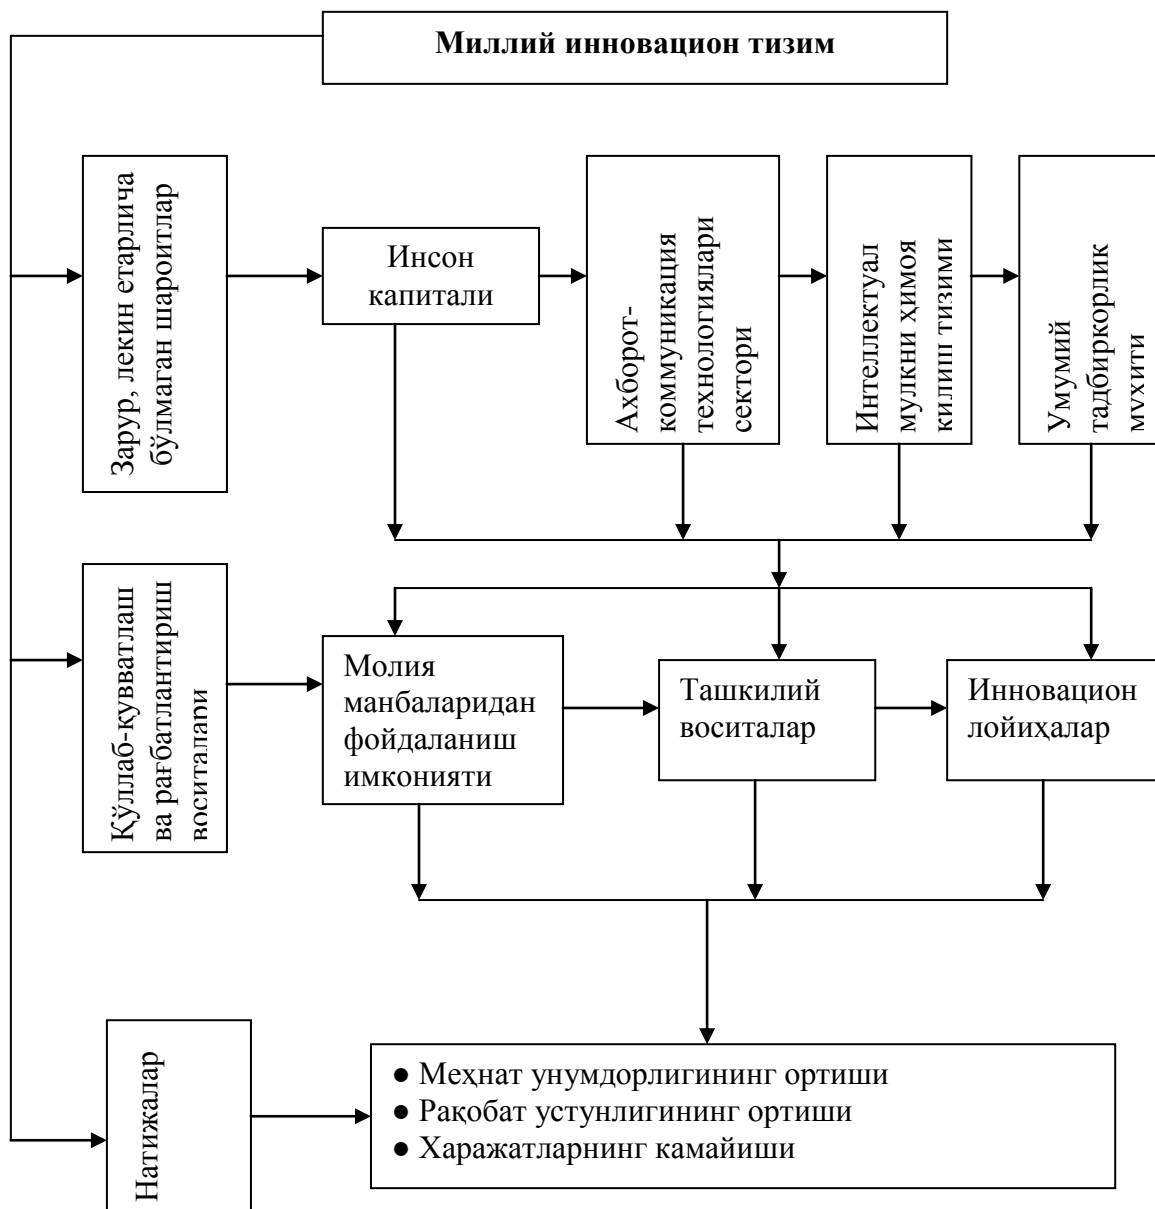 Миллий инновацион тизим
Зарур, лекин етарлича
бўлмаган шароитлар
Инсон
капитали
Ахборот-
коммуникация
технологиялари
сектори
Интеллектуал
мулкни ҳимоя
килиш тизими
Умумий
тадбиркорлик
муҳити
Қўллаб-қувватлаш
ва рағбатлантириш
воситалари
Молия
манбаларидан
фойдаланиш
имконияти
Ташкилий
воситалар
Инновацион
лойиҳалар
Натижалар
● Меҳнат унумдорлигининг ортиши
● Рақобат устунлигининг ортиши
● Харажатларнинг камайиши